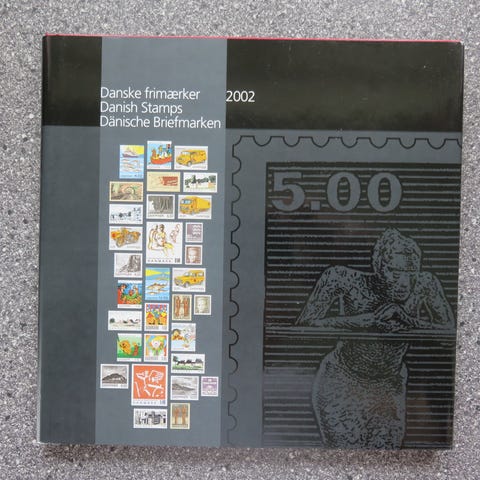 Danske frimærker
Danish Stamps
Dänische Briefmarken
2002
5.00